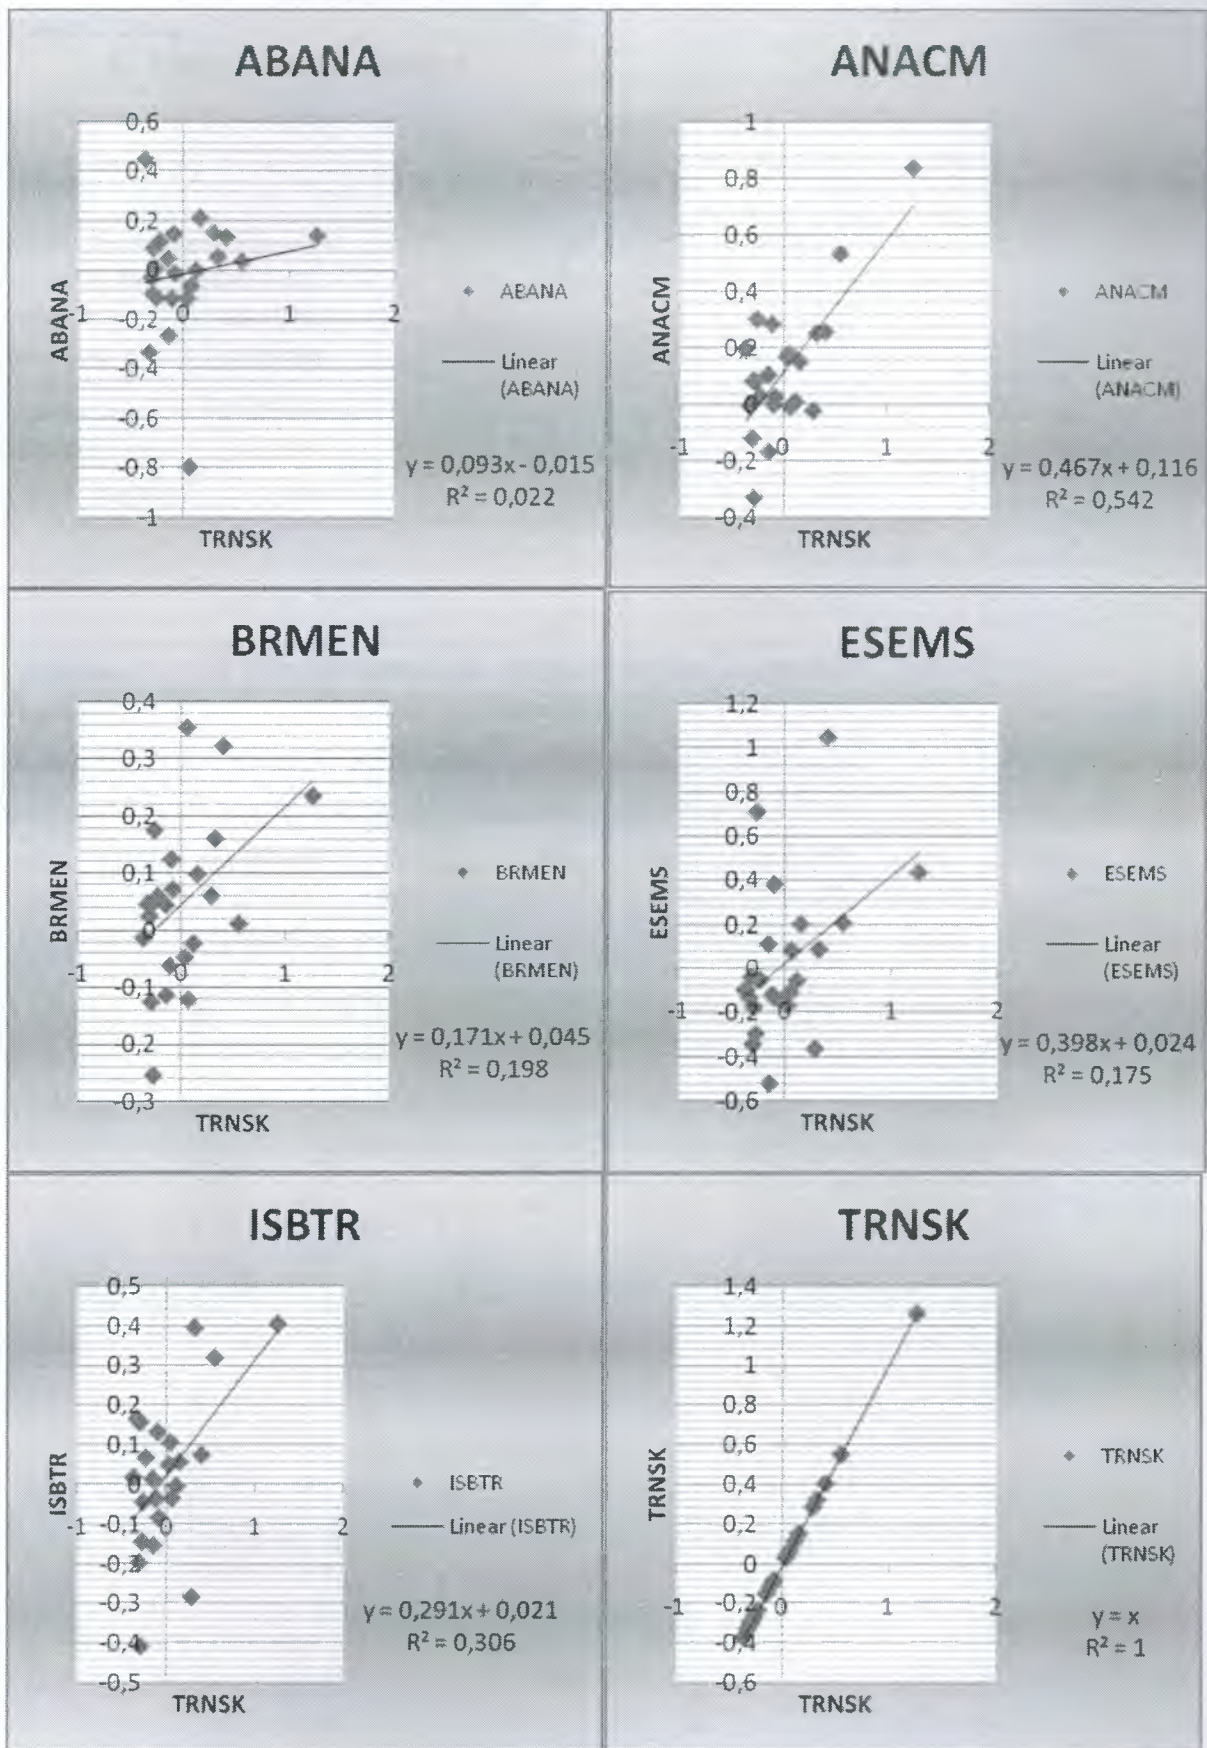 ABANA
0,6
0,4
0,2
0
-0,2
-0,4
-0,6
-0,8
-1
-1
1
2
ABANA
TRNSK
ABANA
Linear
(ABANA)
y = 0,093x - 0,015
R² = 0,022
ANACM
1
0,8
0,6
0,4
0,2
0
-0,2
-0,4
-1
0
1
2
ANACM
TRNSK
ANACM
Linear
(ANACM)
y = 0,467x + 0,116
R² = 0,542
BRMEN
0,4
0,3
0,2
0,1
0
-0,1
-0,2
-0,3
-1
0
1
2
BRMEN
TRNSK
BRMEN
Linear
(BRMEN)
y = 0,171x + 0,045
R² = 0,198
ESEMS
1,2
1
0,8
0,6
0,4
0,2
0
-0,2
-0,4
-0,6
-1
0
1
2
ESEMS
TRNSK
ESEMS
Linear
(ESEMS)
y = 0,398x + 0,024
R² = 0,175
ISBTR
0,5
0,4
0,3
0,2
0,1
0
-0,1
-0,2
-0,3
-0,4
-0,5
-1
0
1
2
ISBTR
TRNSK
ISBTR
Linear (ISBTR)
y = 0,291x + 0,021
R² = 0,306
TRNSK
1,4
1,2
1
0,8
0,6
0,4
0,2
0
-0,2
-0,4
-0,6
-1
0
1
2
TRNSK
TRNSK
TRNSK
Linear
(TRNSK)
y = x
R² = 1